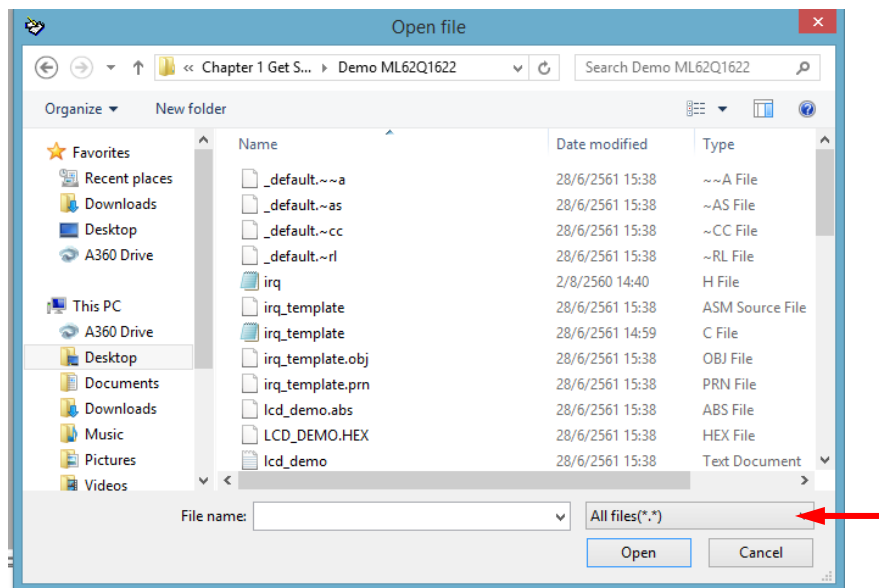 Open file
« Chapter 1 Get S... Demo ML62Q1622 Search Demo ML62Q1622
Organize New folder
Favorites
Recent places
Downloads
Desktop
A360 Drive
This PC
A360 Drive
Desktop
Documents
Downloads
Music
Pictures
Videos
Name Date modified Type
_default.~~a 28/6/2561 15:38 ~~A File
_default.~as 28/6/2561 15:38 ~AS File
_default.~cc 28/6/2561 15:38 ~CC File
_default.~rl 28/6/2561 15:38 ~RL File
irq 2/8/2560 14:40 H File
irq_template 28/6/2561 15:38 ASM Source File
irq_template 28/6/2561 14:59 C File
irq_template.obj 28/6/2561 15:38 OBJ File
irq_template.prn 28/6/2561 15:38 PRN File
lcd_demo.abs 28/6/2561 15:38 ABS File
LCD_DEMO.HEX 28/6/2561 15:38 HEX File
lcd_demo 28/6/2561 15:38 Text Document
File name: All files(*.*)
Open Cancel